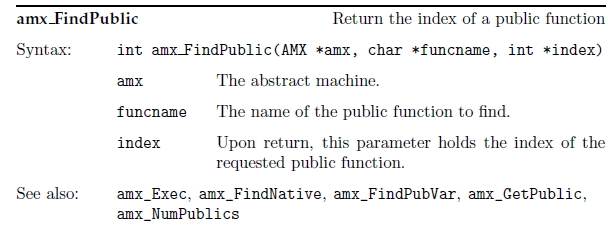 amx_FindPublic Return the index of a public function
Syntax: int amx_FindPublic(AMX *amx, char *funcname, int *index)
amx The abstract machine.
funcname The name of the public function to find.
index Upon return, this parameter holds the index of the
requested public function.
See also: amx_Exec, amx_FindNative, amx_FindPubVar, amx_GetPublic,
amx_NumPublics